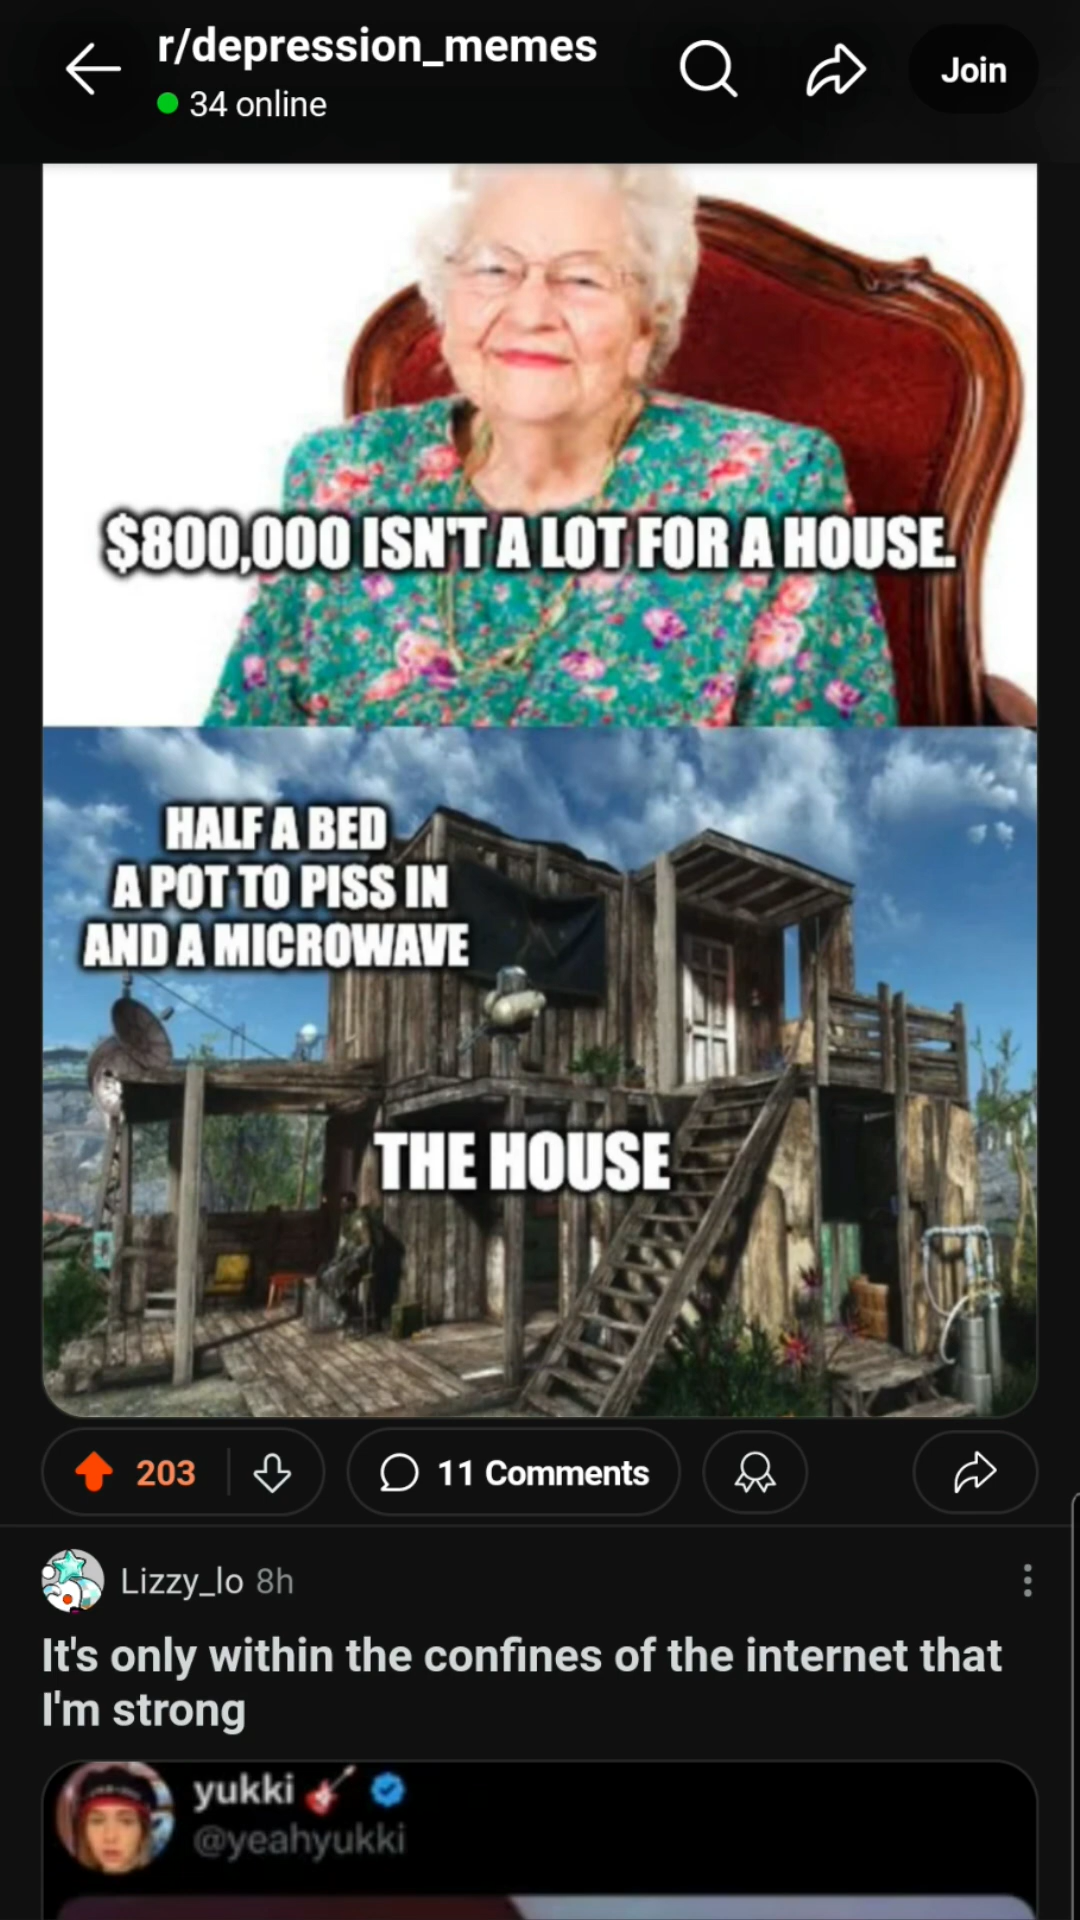 r/depression_memes
34 online
Join
$800,000 ISN'T A LOT FOR A HOUSE.
HALF A BED
A POT TO PISS IN
AND A MICROWAVE
THE HOUSE
203
11 Comments
Lizzy_lo 8h
It's only within the confines of the internet that
I'm strong
yukki
@yeahyukki